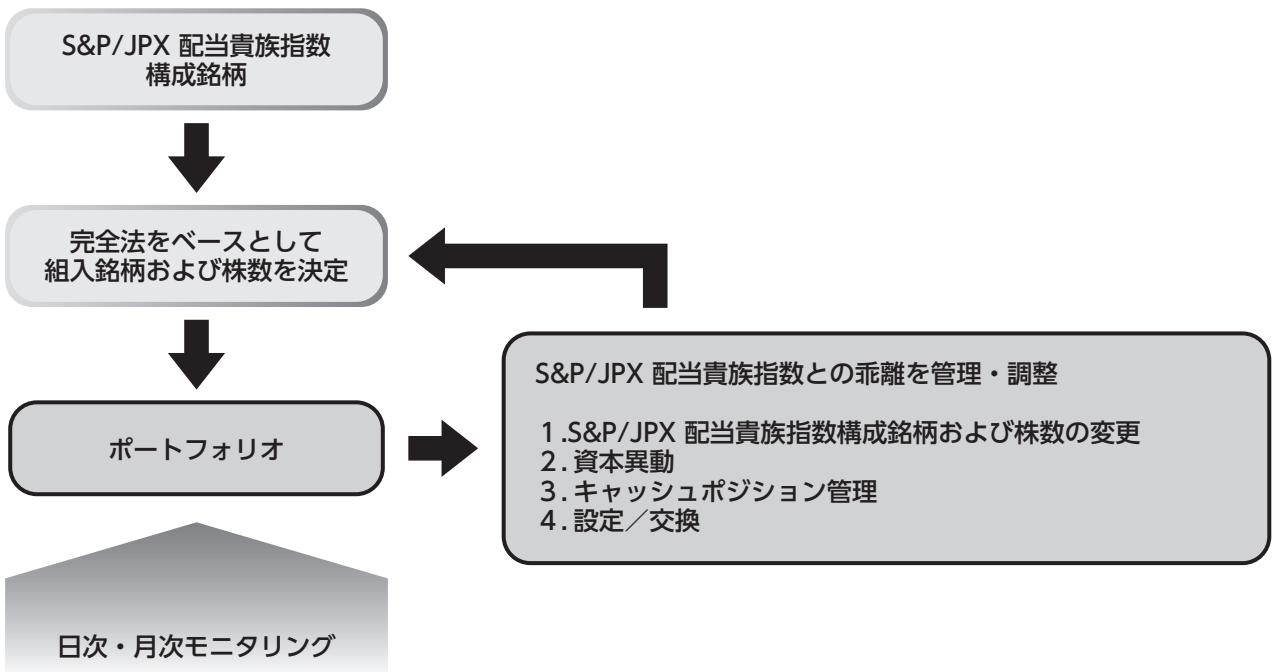 S&P/JPX 配当貴族指数
構成銘柄
完全法をベースとして
組入銘柄および株数を決定
ポートフォリオ
S&P/JPX 配当貴族指数との乖離を管理・調整
1.S&P/JPX 配当貴族指数構成銘柄および株数の変更
2.資本異動
3.キャッシュポジション管理
4.設定／交換
日次・月次モニタリング